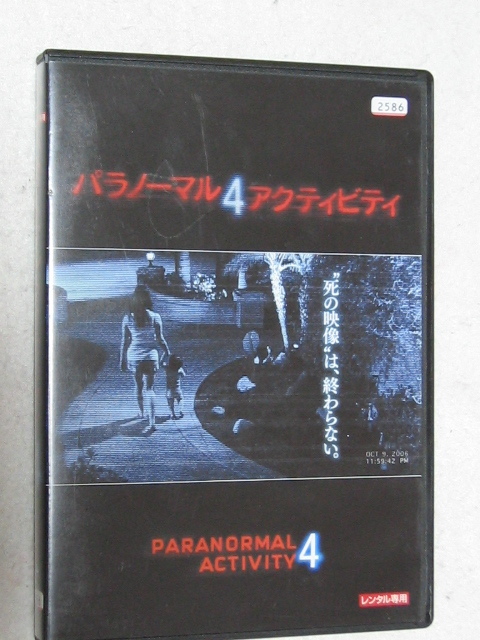 2586
パラノーマル4アクティビティ
"死の映像"は、終わらない。
OCT 9, 2006
11:59:42 PM
PARANORMAL
ACTIVITY 4
レンタル専用